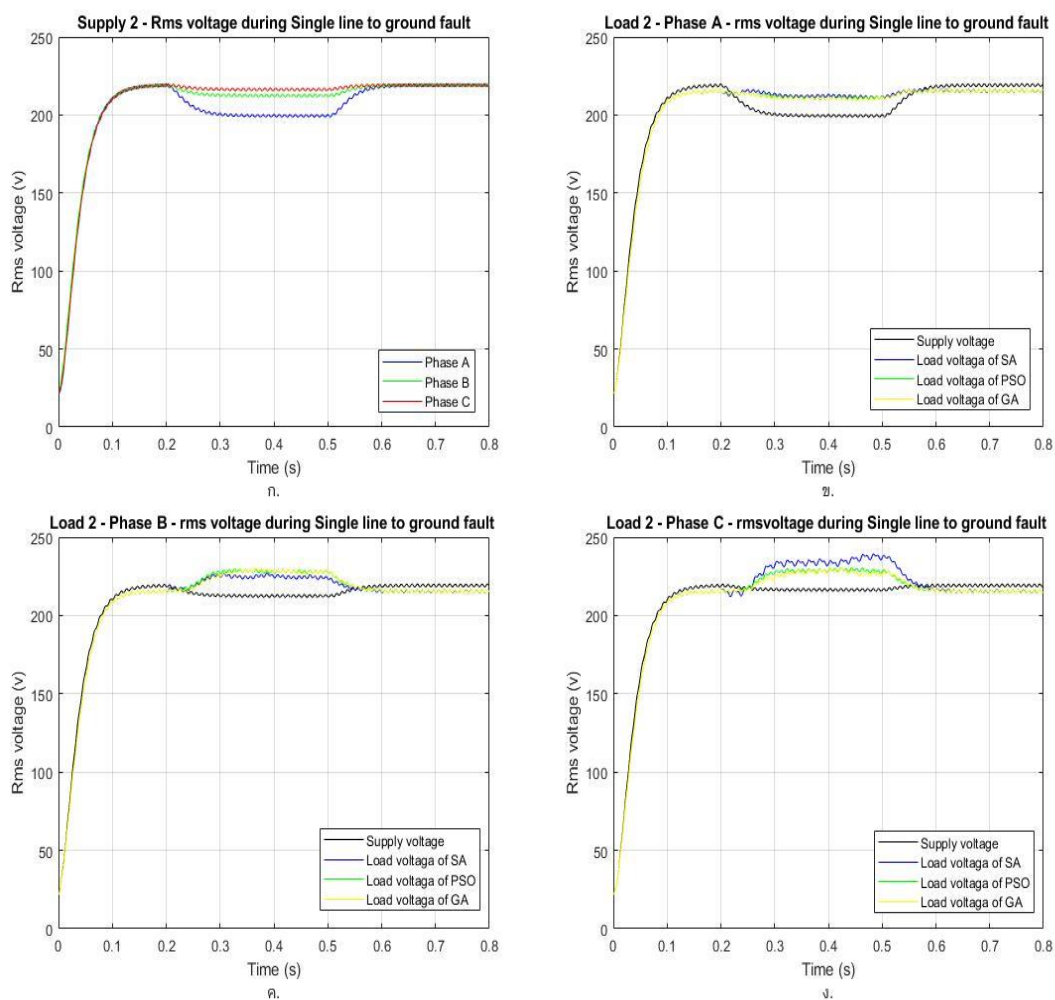 Supply 2 - Rms voltage during Single line to ground fault
250
200
150
100
50
0
Rms voltage (v)
Phase A
Phase B
Phase C
0 0.1 0.2 0.3 0.4 0.5 0.6 0.7 0.8
Time (s)
ก.
Load 2 - Phase A - rms voltage during Single line to ground fault
250
200
150
100
50
0
Rms voltage (v)
Supply voltage
Load voltaga of SA
Load voltaga of PSO
Load voltaga of GA
0 0.1 0.2 0.3 0.4 0.5 0.6 0.7 0.8
Time (s)
ข.
Load 2 - Phase B - rms voltage during Single line to ground fault
250
200
150
100
50
0
Rms voltage (v)
Supply voltage
Load voltaga of SA
Load voltaga of PSO
Load voltaga of GA
0 0.1 0.2 0.3 0.4 0.5 0.6 0.7 0.8
Time (s)
ค.
Load 2 - Phase C - rmsvoltage during Single line to ground fault
250
200
150
100
50
0
Rms voltage (v)
Supply voltage
Load voltaga of SA
Load voltaga of PSO
Load voltaga of GA
0 0.1 0.2 0.3 0.4 0.5 0.6 0.7 0.8
Time (s)
ง.